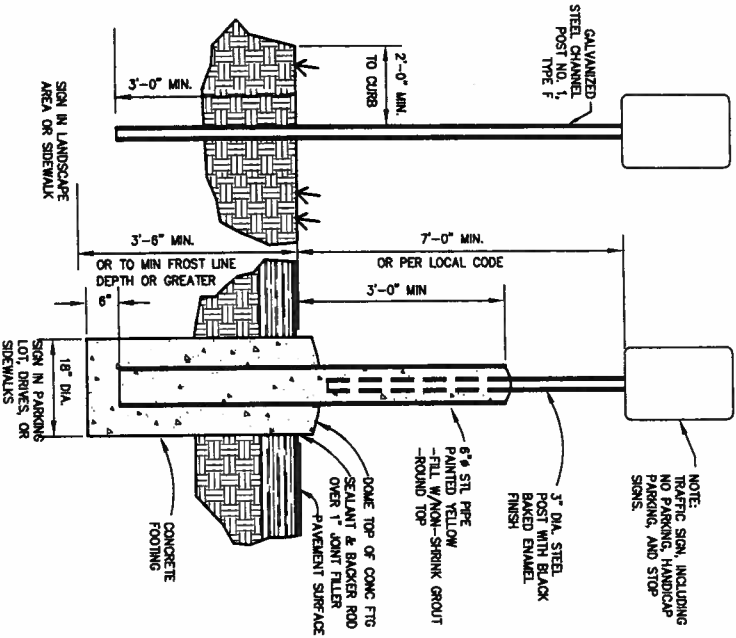 GALVANIZED
STEEL CHANNEL
POST NO. 1,
TYPE F
2'-0" MIN.
TO CURB
3'-0" MIN.
SIGN IN LANDSCAPE
AREA OR SIDEWALK
7'-0" MIN.
OR PER LOCAL CODE
3'-6" MIN.
OR TO MIN FROST LINE
DEPTH OR GREATER
3'-0" MIN
6"
18" DIA.
SIGN IN PARKING
LOT, DRIVES, OR
SIDEWALKS
NOTE:
TRAFFIC SIGN, INCLUDING
NO PARKING, HANDICAP
PARKING, AND STOP
SIGNS.
3" DIA. STEEL
POST WITH BLACK
BAKED ENAMEL
FINISH
6"ø STL PIPE
PAINTED YELLOW
-FILL W/NON-SHRINK GROUT
-ROUND TOP
DOME TOP OF CONC FTG
SEALANT & BACKER ROD
OVER 1" JOINT FILLER
PAVEMENT SURFACE
CONCRETE
FOOTING